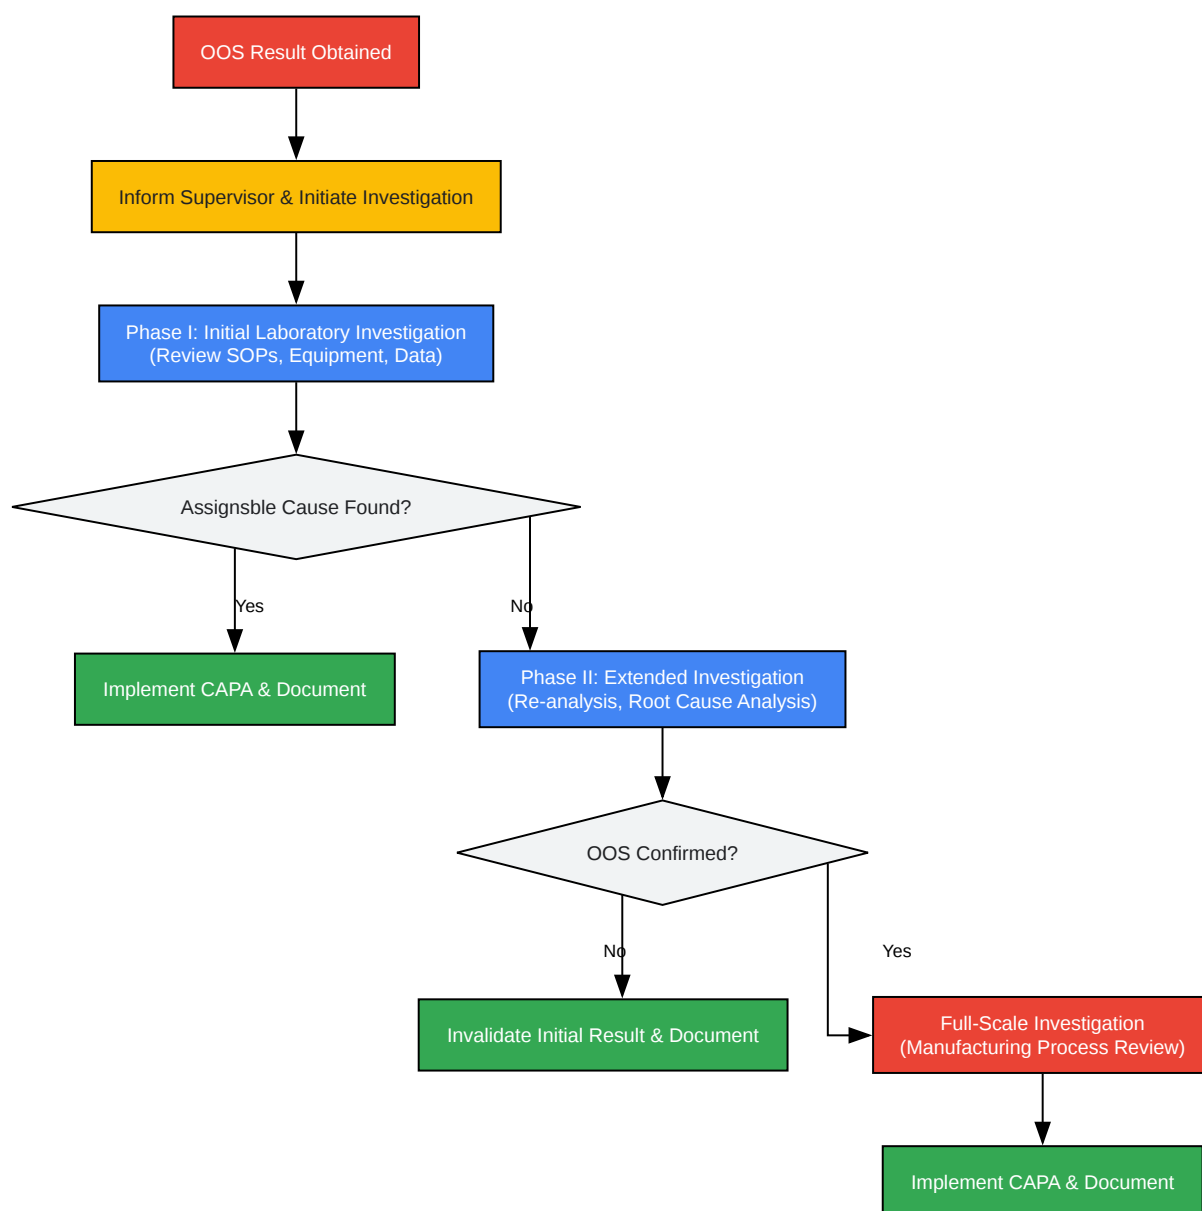 OOS Result Obtained
Inform Supervisor & Initiate Investigation
Phase I: Initial Laboratory Investigation
(Review SOPs, Equipment, Data)
Assignsble Cause Found?
Yes
No
Implement CAPA & Document
Phase II: Extended Investigation
(Re-analysis, Root Cause Analysis)
OOS Confirmed?
No
Yes
Invalidate Initial Result & Document
Full-Scale Investigation
(Manufacturing Process Review)
Implement CAPA & Document